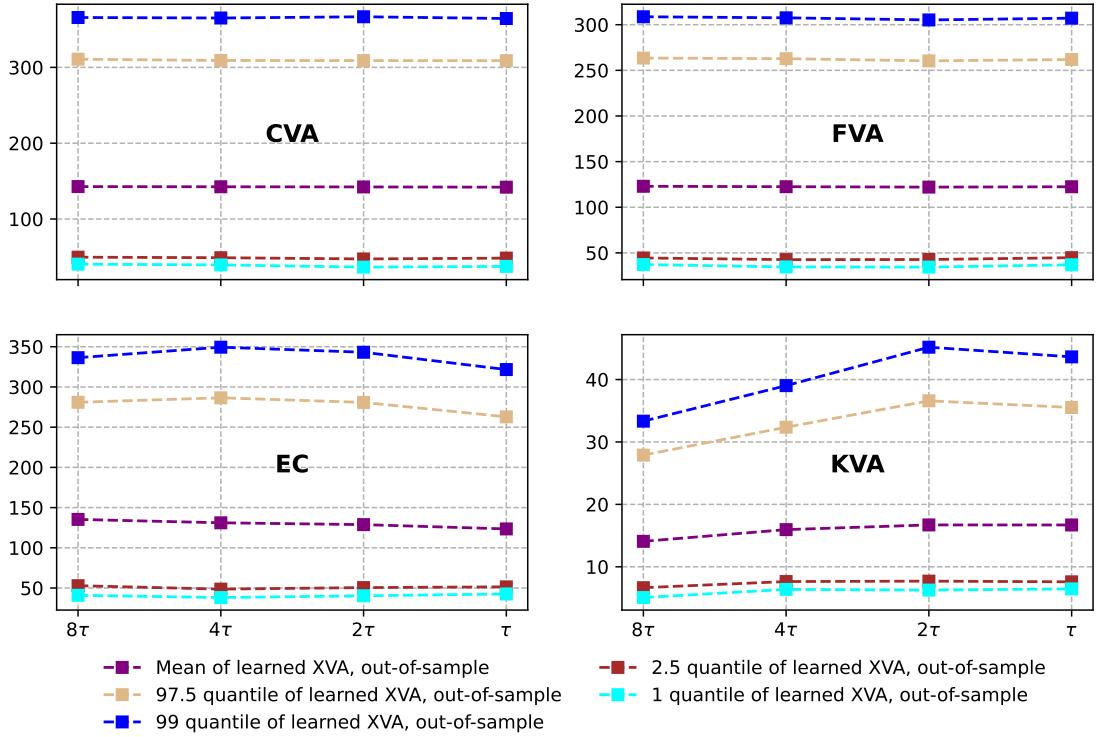 300
200
100
CVA
300
250
200
150
100
50
FVA
350
300
250
200
150
100
50
EC
8τ
4τ
2τ
τ
40
30
20
10
KVA
8τ
4τ
2τ
τ
Mean of learned XVA, out-of-sample
97.5 quantile of learned XVA, out-of-sample
99 quantile of learned XVA, out-of-sample
2.5 quantile of learned XVA, out-of-sample
1 quantile of learned XVA, out-of-sample